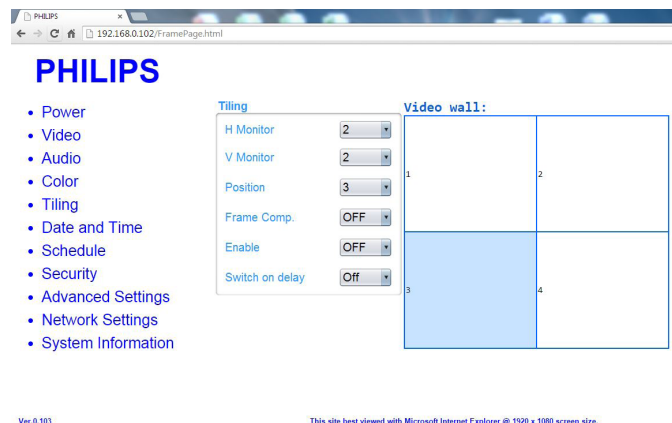 PHILIPS
192.168.0.102/FramePage.html
PHILIPS
Power
Video
Audio
Color
Tiling
Date and Time
Schedule
Security
Advanced Settings
Network Settings
System Information
Tiling
H Monitor 2
V Monitor 2
Position 3
Frame Comp. OFF
Enable OFF
Switch on delay Off
Video wall:
1 2
3 4
Ver 0.103
This site best viewed with Microsoft Internet Explorer @ 1920 x 1080 screen size.